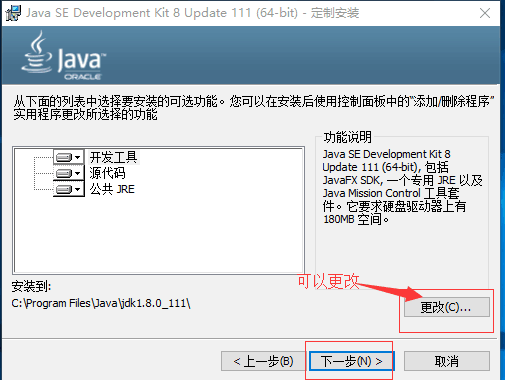 Java SE Development Kit 8 Update 111 (64-bit) - 定制安装
Java
ORACLE
从下面的列表中选择要安装的可选功能。您可以在安装后使用控制面板中的“添加/删除程序”
实用程序更改所选择的功能
开发工具
源代码
公共 JRE
功能说明
Java SE Development Kit 8
Update 111 (64-bit), 包括
JavaFX SDK, 一个专用 JRE 以及
Java Mission Control 工具套
件。它要求硬盘驱动器上有
180MB 空间。
可以更改
安装到:
C:\Program Files\Java\jdk1.8.0_111\
更改(C)...
< 上一步(B)
下一步(N) >
取消